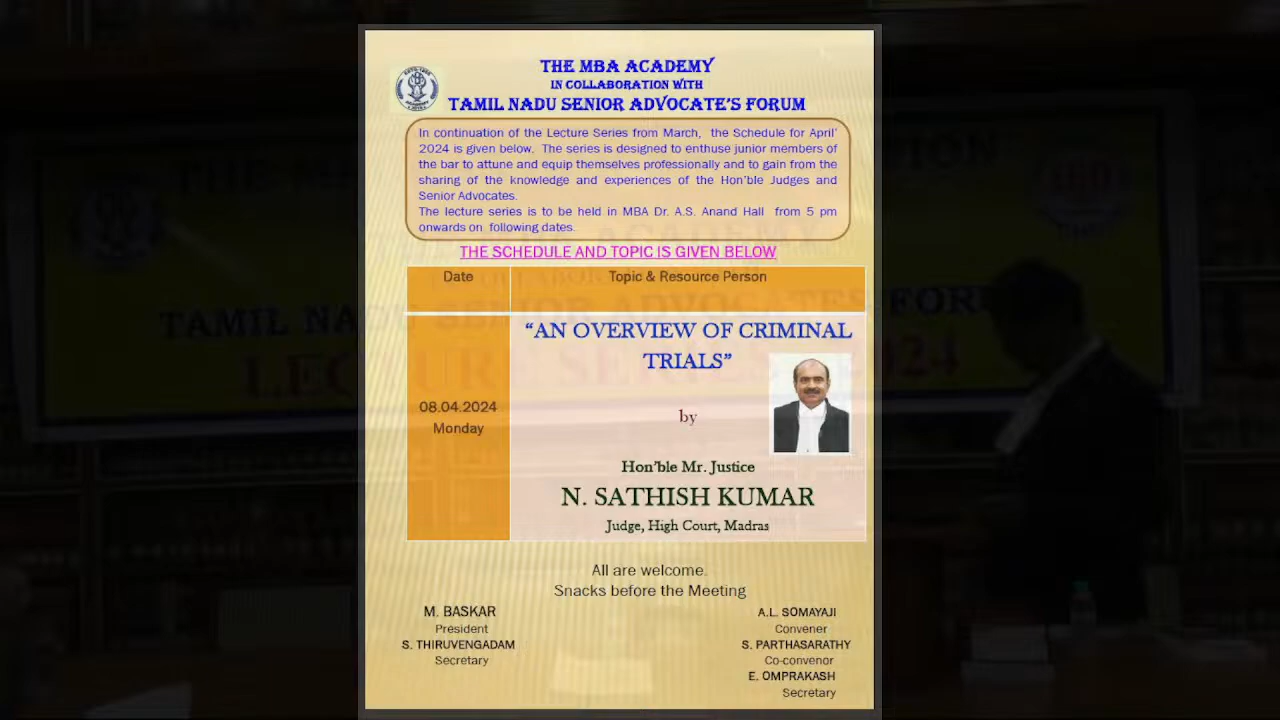 THE MBA ACADEMY
IN COLLABORATION WITH
TAMIL NADU SENIOR ADVOCATE'S FORUM
In continuation of the Lecture Series from March, the Schedule for April'
2024 is given below. The series is designed to enthuse junior members of
the bar to attune and equip themselves professionally and to gain from the
sharing of the knowledge and experiences of the Hon'ble Judges and
Senior Advocates.
The lecture series is to be held in MBA Dr. A.S. Anand Hall from 5 pm
onwards on following dates.
THE SCHEDULE AND TOPIC IS GIVEN BELOW
Date Topic & Resource Person
"AN OVERVIEW OF CRIMINAL
TRIALS"
08.04.2024
Monday
by
Hon'ble Mr. Justice
N. SATHISH KUMAR
Judge, High Court, Madras
All are welcome.
Snacks before the Meeting
M. BASKAR
President
S. THIRUVENGADAM
Secretary
A.L. SOMAYAJI
Convener
S. PARTHASARATHY
Co-convenor
E. OMPRAKASH
Secretary